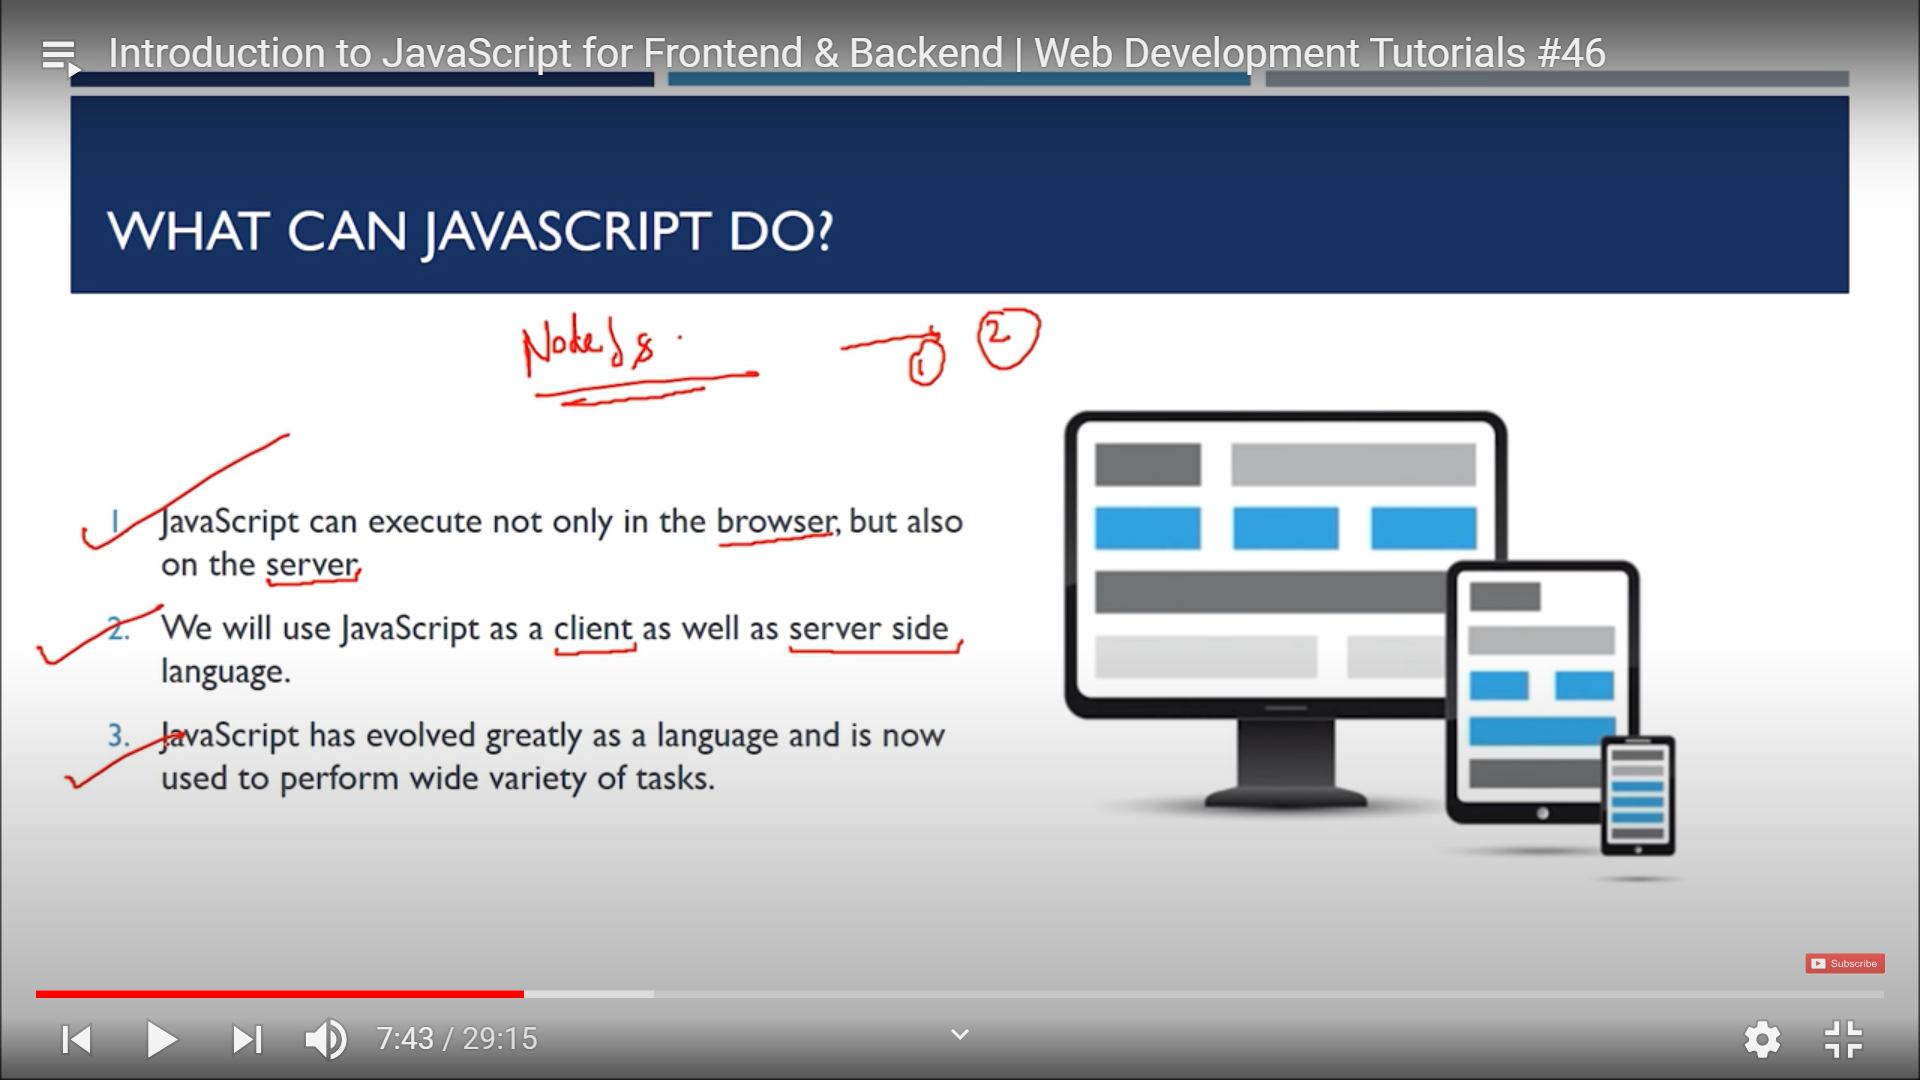 Introduction to JavaScript for Frontend & Backend | Web Development Tutorials #46
WHAT CAN JAVASCRIPT DO?
Node Js
1
2
1. JavaScript can execute not only in the browser, but also
on the server.
2. We will use JavaScript as a client as well as server side
language.
3. JavaScript has evolved greatly as a language and is now
used to perform wide variety of tasks.
Subscribe
7:43 / 29:15